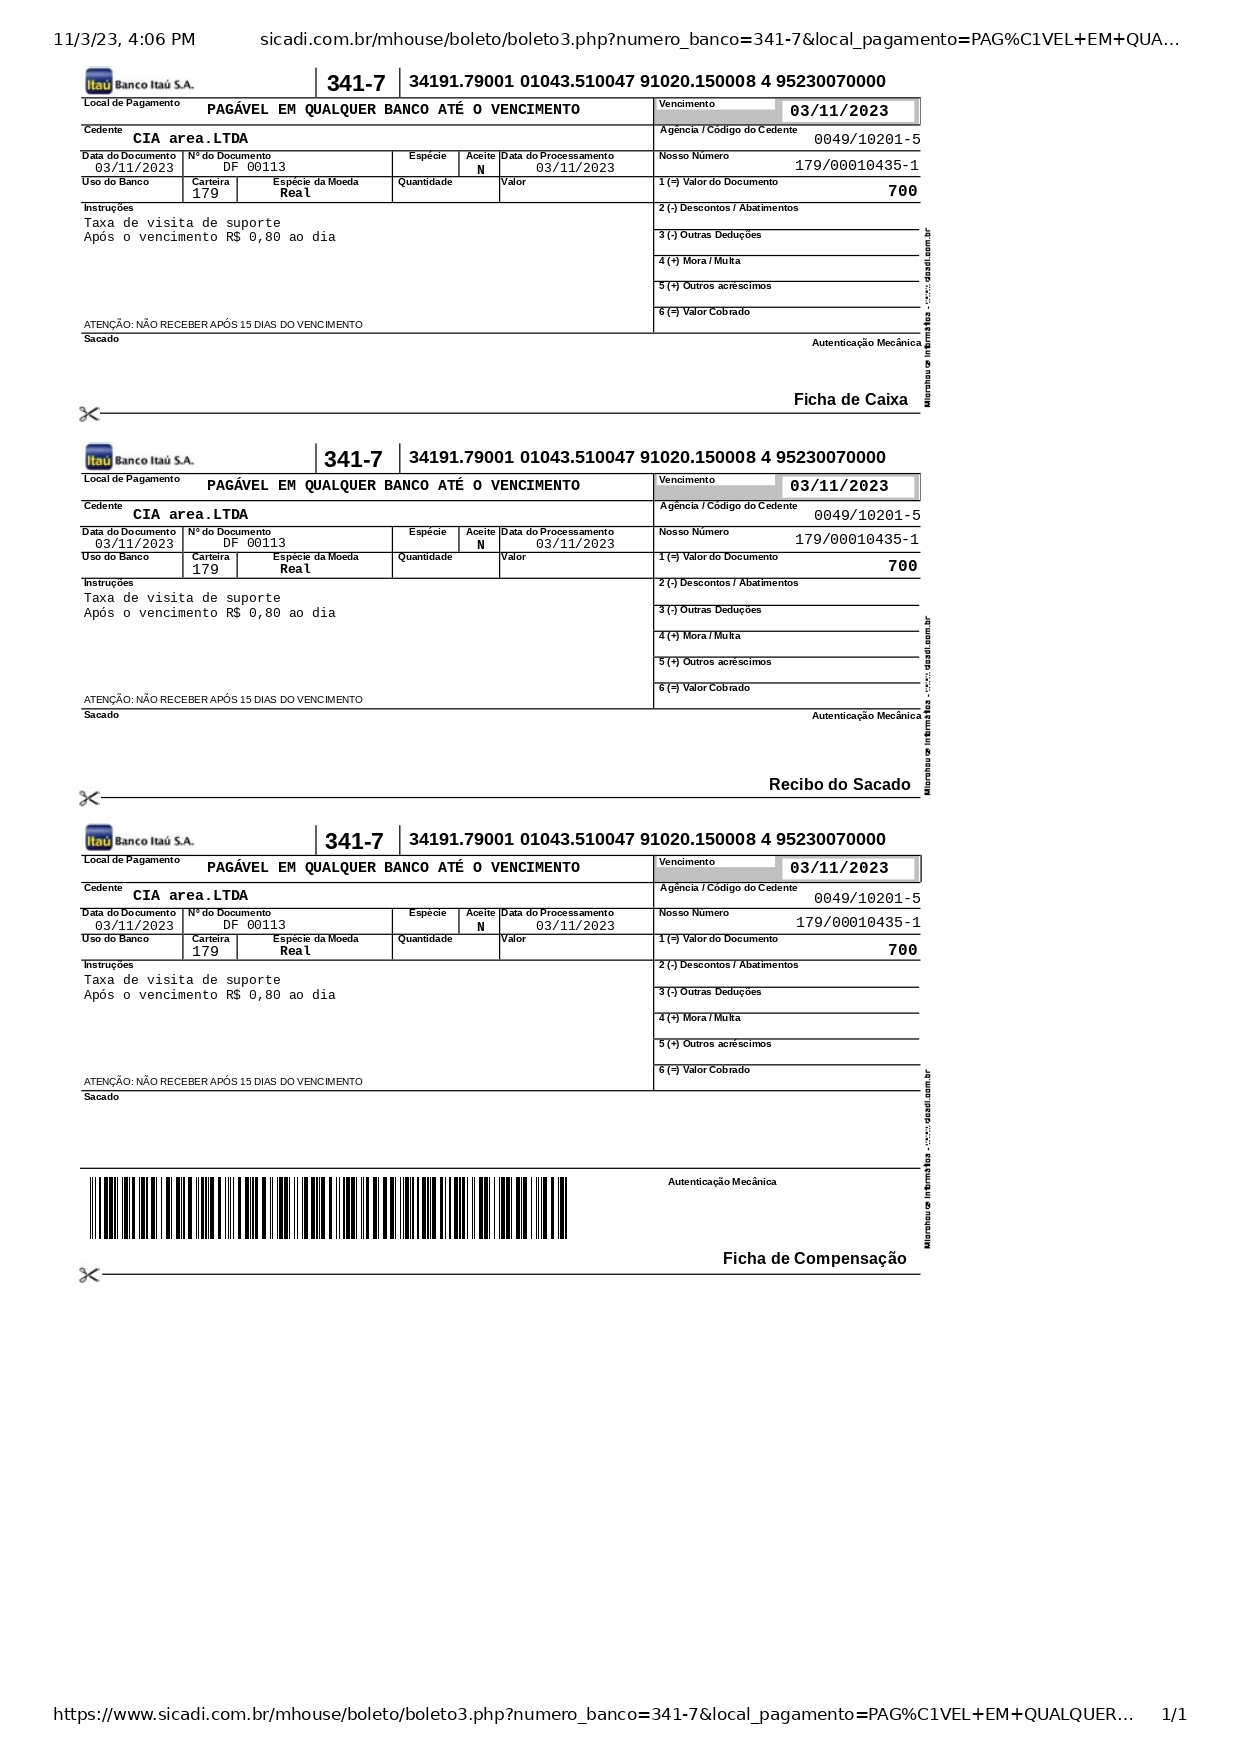 11/3/23, 4:06 PM sicadi.com.br/mhouse/boleto/boleto3.php?numero_banco=341-7&local_pagamento=PAG%C1VEL+EM+QUA…
Itaú Banco Itaú S.A. 341-7 34191.79001 01043.510047 91020.150008 4 95230070000
Local de Pagamento PAGÁVEL EM QUALQUER BANCO ATÉ O VENCIMENTO Vencimento 03/11/2023
Cedente CIA area.LTDA Agência / Código do Cedente 0049/10201-5
Data do Documento Nº do Documento Espécie Aceite Data do Processamento Nosso Número
03/11/2023 DF 00113 N 03/11/2023 179/00010435-1
Uso do Banco Carteira Espécie da Moeda Quantidade Valor 1 (=) Valor do Documento
179 Real 700
Instruções 2 (-) Descontos / Abatimentos
Taxa de visita de suporte
Após o vencimento R$ 0,80 ao dia 3 (-) Outras Deduções
4 (+) Mora / Multa
5 (+) Outros acréscimos
6 (=) Valor Cobrado
ATENÇÃO: NÃO RECEBER APÓS 15 DIAS DO VENCIMENTO
Sacado Autenticação Mecânica
Ficha de Caixa
Itaú Banco Itaú S.A. 341-7 34191.79001 01043.510047 91020.150008 4 95230070000
Local de Pagamento PAGÁVEL EM QUALQUER BANCO ATÉ O VENCIMENTO Vencimento 03/11/2023
Cedente CIA area.LTDA Agência / Código do Cedente 0049/10201-5
Data do Documento Nº do Documento Espécie Aceite Data do Processamento Nosso Número
03/11/2023 DF 00113 N 03/11/2023 179/00010435-1
Uso do Banco Carteira Espécie da Moeda Quantidade Valor 1 (=) Valor do Documento
179 Real 700
Instruções 2 (-) Descontos / Abatimentos
Taxa de visita de suporte
Após o vencimento R$ 0,80 ao dia 3 (-) Outras Deduções
4 (+) Mora / Multa
5 (+) Outros acréscimos
6 (=) Valor Cobrado
ATENÇÃO: NÃO RECEBER APÓS 15 DIAS DO VENCIMENTO
Sacado Autenticação Mecânica
Recibo do Sacado
Itaú Banco Itaú S.A. 341-7 34191.79001 01043.510047 91020.150008 4 95230070000
Local de Pagamento PAGÁVEL EM QUALQUER BANCO ATÉ O VENCIMENTO Vencimento 03/11/2023
Cedente CIA area.LTDA Agência / Código do Cedente 0049/10201-5
Data do Documento Nº do Documento Espécie Aceite Data do Processamento Nosso Número
03/11/2023 DF 00113 N 03/11/2023 179/00010435-1
Uso do Banco Carteira Espécie da Moeda Quantidade Valor 1 (=) Valor do Documento
179 Real 700
Instruções 2 (-) Descontos / Abatimentos
Taxa de visita de suporte
Após o vencimento R$ 0,80 ao dia 3 (-) Outras Deduções
4 (+) Mora / Multa
5 (+) Outros acréscimos
6 (=) Valor Cobrado
ATENÇÃO: NÃO RECEBER APÓS 15 DIAS DO VENCIMENTO
Sacado
Autenticação Mecânica
Ficha de Compensação
https://www.sicadi.com.br/mhouse/boleto/boleto3.php?numero_banco=341-7&local_pagamento=PAG%C1VEL+EM+QUALQUER… 1/1